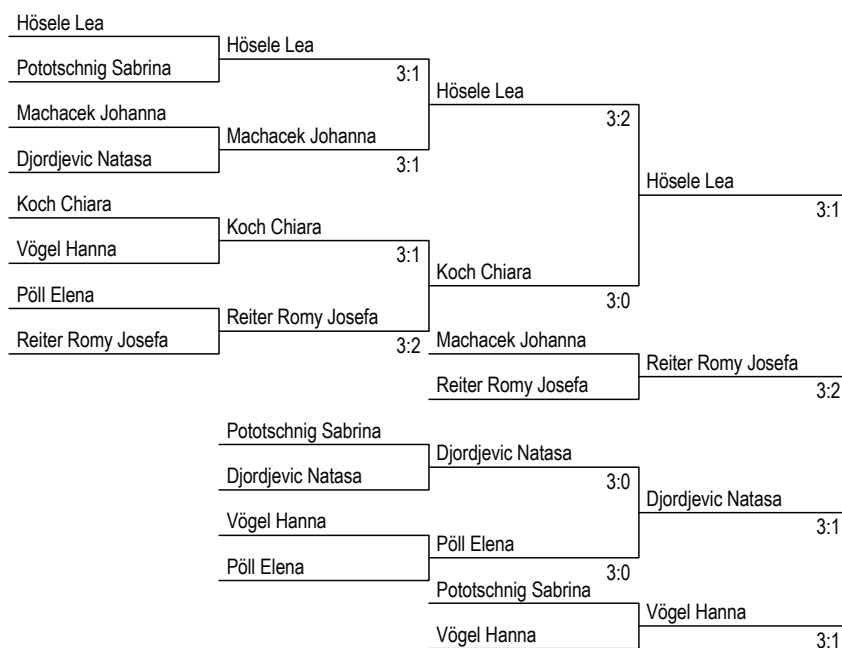 Hösele Lea
Hösele Lea
Pototschnig Sabrina
3:1
Hösele Lea
Machacek Johanna
3:2
Machacek Johanna
Djordjevic Natasa
3:1
Hösele Lea
Koch Chiara
3:1
Koch Chiara
Vögel Hanna
3:1
Koch Chiara
Pöll Elena
3:0
Reiter Romy Josefa
Reiter Romy Josefa
3:2
Machacek Johanna
Reiter Romy Josefa
Reiter Romy Josefa
3:2
Pototschnig Sabrina
Djordjevic Natasa
Djordjevic Natasa
3:0
Djordjevic Natasa
Vögel Hanna
3:1
Pöll Elena
Pöll Elena
3:0
Pototschnig Sabrina
Vögel Hanna
Vögel Hanna
3:1